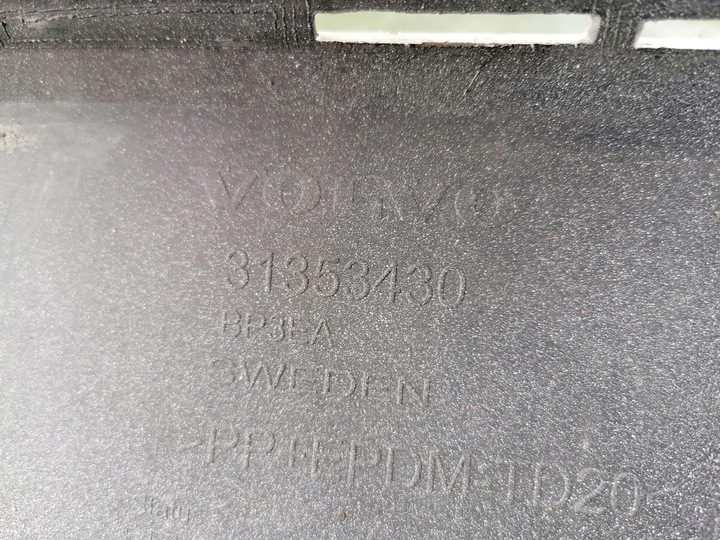 VOLVO
31353430
BP3EA
SWEDEN
>PP+EPDM-TD20<